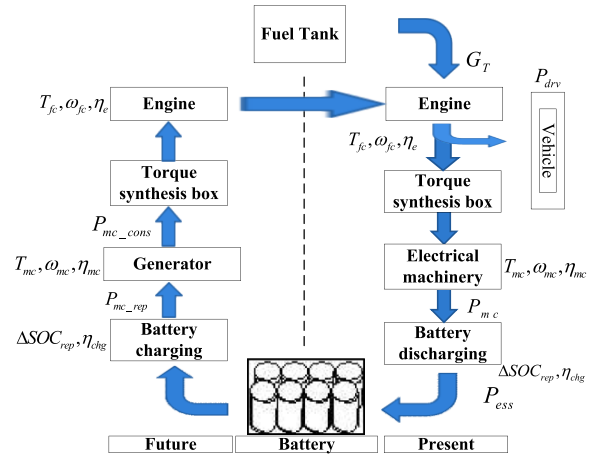 Fuel Tank
G_T
P_drv
T_fc, ω_fc, η_e
Engine
Engine
T_fc, ω_fc, η_e
Vehicle
Torque
synthesis box
Torque
synthesis box
P_mc_cons
T_mc, ω_mc, η_mc
Generator
Electrical
machinery
T_mc, ω_mc, η_mc
P_mc_rep
P_mc
ΔSOC_rep, η_chg
Battery
charging
Battery
discharging
ΔSOC_rep, η_chg
P_ess
Future
Battery
Present